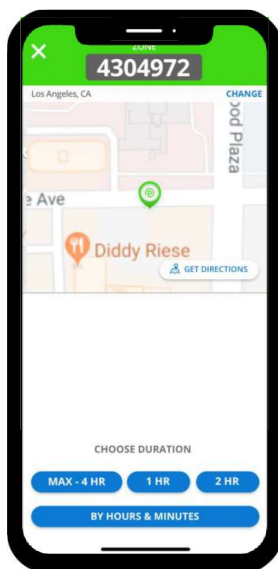 ZONE
4304972
Los Angeles, CA CHANGE
ood Plaza
e Ave
Diddy Riese
GET DIRECTIONS
CHOOSE DURATION
MAX - 4 HR 1 HR 2 HR
BY HOURS & MINUTES